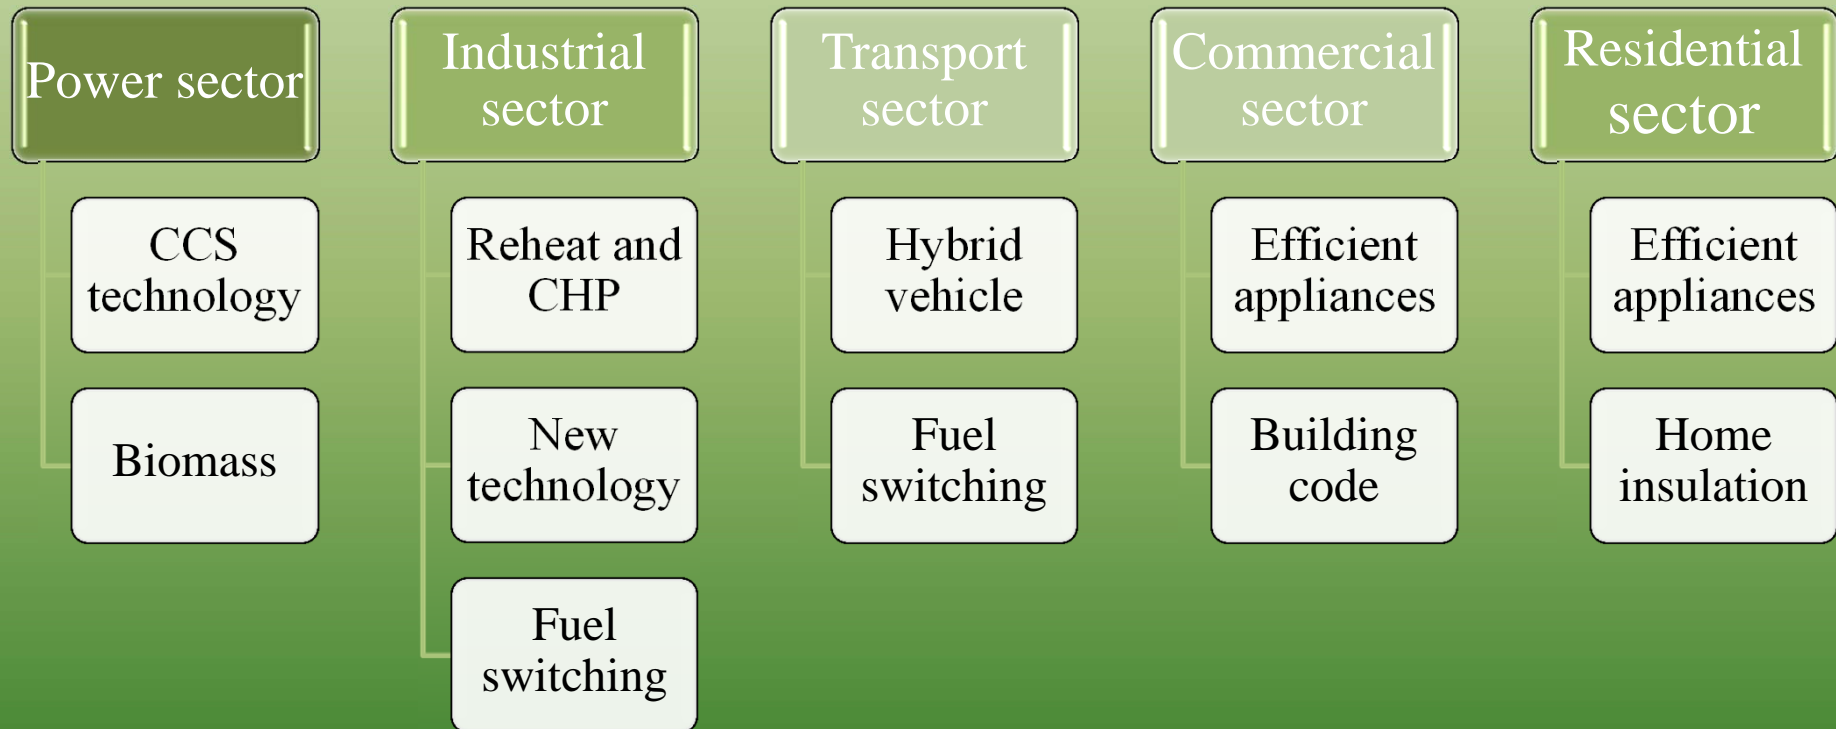 Power sector
CCS
technology
Biomass
Industrial
sector
Reheat and
CHP
New
technology
Fuel
switching
Transport
sector
Hybrid
vehicle
Fuel
switching
Commercial
sector
Efficient
appliances
Building
code
Residential
sector
Efficient
appliances
Home
insulation